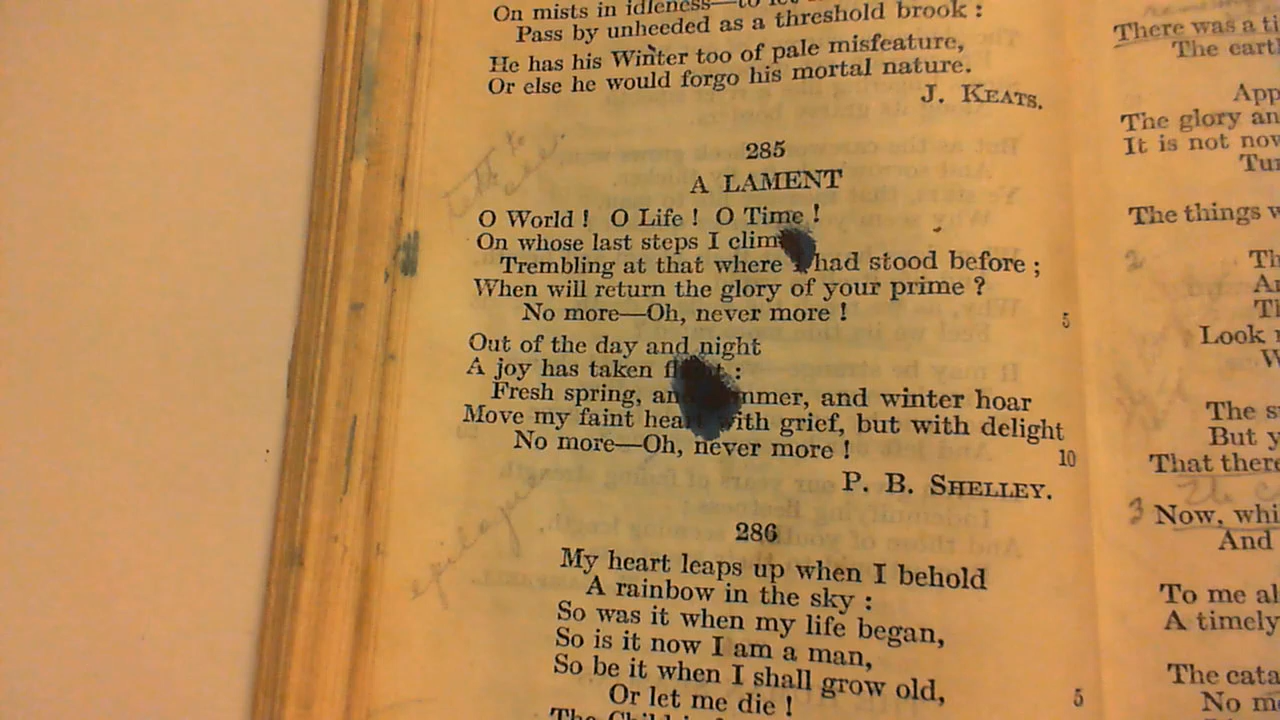 On mists in idleness—to let
Pass by unheeded as a threshold brook :
He has his Winter too of pale misfeature,
Or else he would forgo his mortal nature.
J. KEATS.
285
A LAMENT
O World ! O Life ! O Time !
On whose last steps I clim
Trembling at that where I had stood before ;
When will return the glory of your prime ?
No more—Oh, never more !
5
Out of the day and night
A joy has taken :
Fresh spring, and mmer, and winter hoar
Move my faint heart with grief, but with delight
No more—Oh, never more !
10
P. B. SHELLEY.
286
My heart leaps up when I behold
A rainbow in the sky :
So was it when my life began,
So is it now I am a man,
So be it when I shall grow old,
Or let me die !
5
The Child
epilogue
There was a ti
The eart
App
The glory an
It is not now
Tur
The things w
2
Th
An
Th
Look
W
The s
But y
That there
3
Now, whi
And
To me al
A timely
The cata
No m